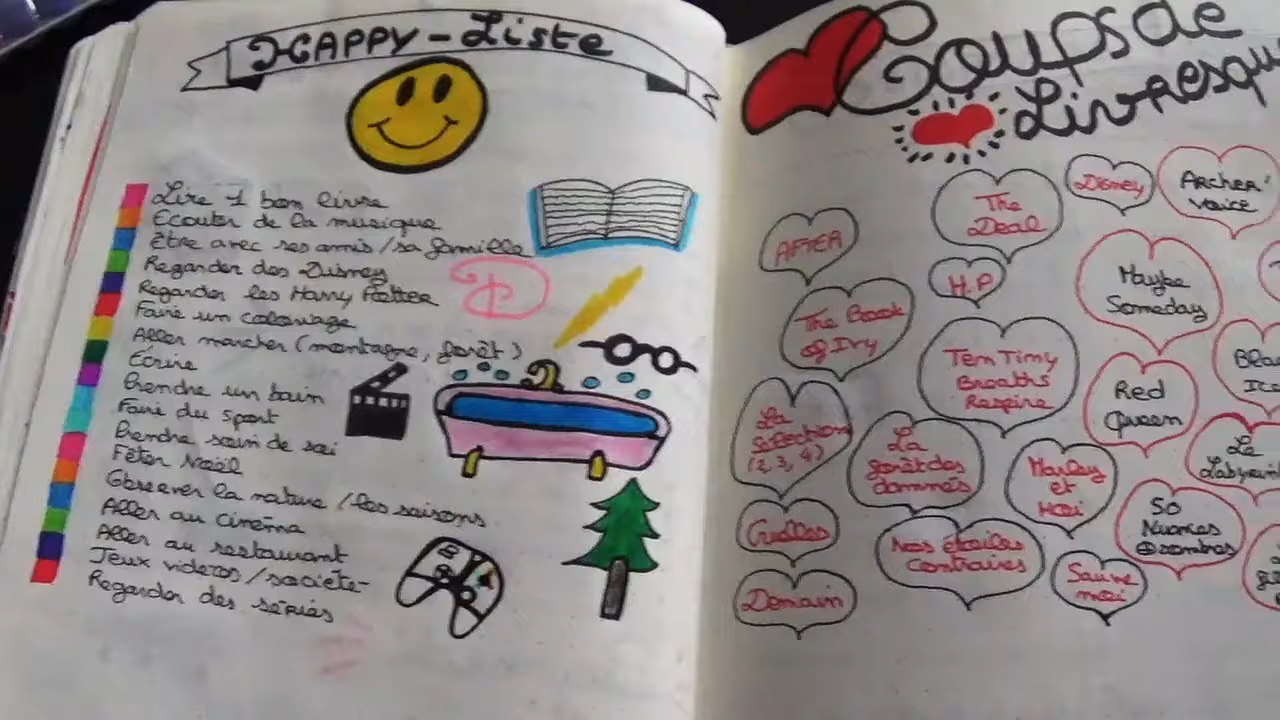 HAPPY-Liste
Lire 1 bon livre
Ecouter de la musique
Être avec ses amis/sa famille
Regarder des Disney
Regarder les Harry Potter
Faire un coloriage
Aller marcher (montagne, forêt)
Écrire
Prendre un bain
Faire du sport
Prendre soin de soi
Fêter Noël
Observer la nature/les saisons
Aller au cinéma
Aller au restaurant
Jeux vidéos/société
Regarder des séries
Coups de
Livresqu
Disney
Archer's
Voice
The
Deal
AFTER
H.P
Maybe
Someday
The Book
of Ivy
Ten Tiny
Breaths
Respire
Red
Queen
La
Sélection
(2, 3, 4)
La
forêt des
damnés
Marley
et
Moi
Le
Labyrin
50
Nuances
+ sombres
Nos étoiles
contraires
Sauve
moi
Demain